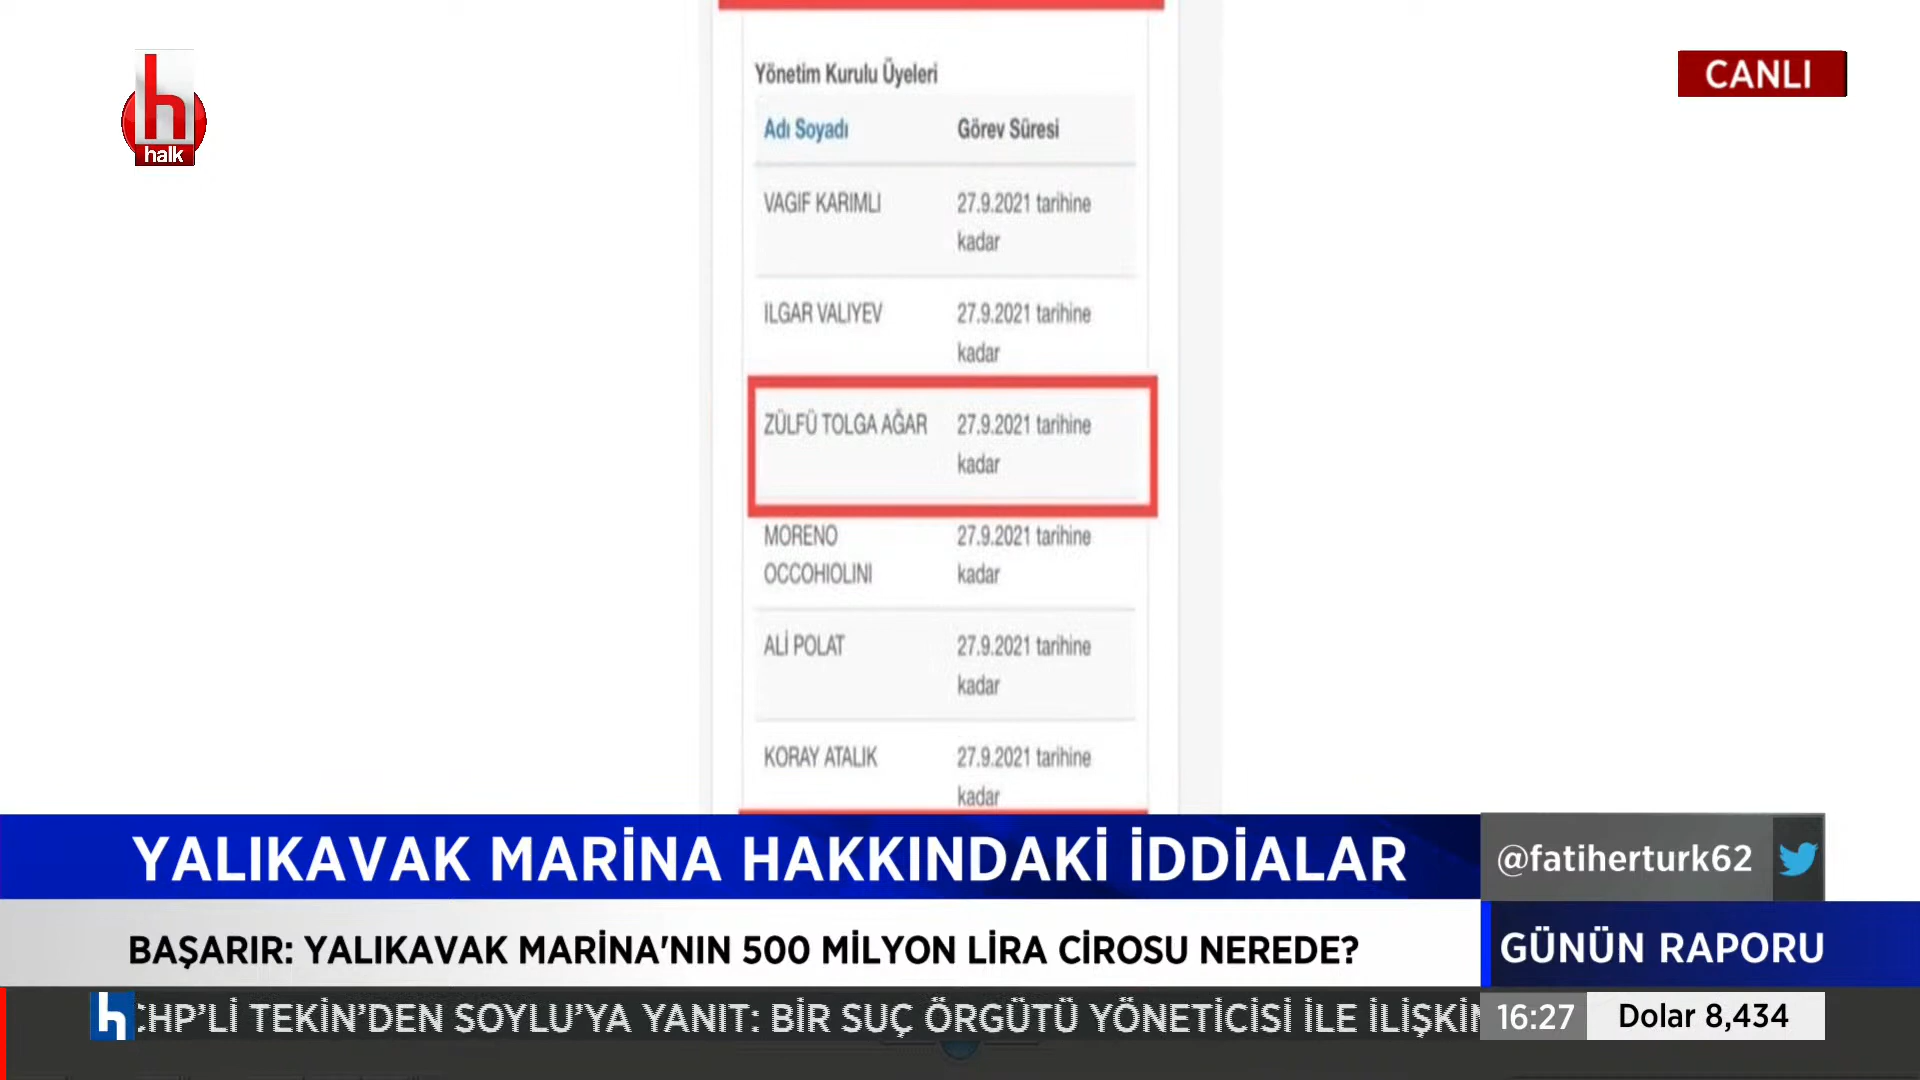 h
halk
CANLI
Yönetim Kurulu Üyeleri
Adı Soyadı Görev Süresi
VAGIF KARIMLI 27.9.2021 tarihine
kadar
ILGAR VALIYEV 27.9.2021 tarihine
kadar
ZÜLFÜ TOLGA AĞAR 27.9.2021 tarihine
kadar
MORENO 27.9.2021 tarihine
OCCOHIOLINI kadar
ALİ POLAT 27.9.2021 tarihine
kadar
KORAY ATALIK 27.9.2021 tarihine
kadar
YALIKAVAK MARİNA HAKKINDAKİ İDDİALAR
@fatiherturk62
BAŞARIR: YALIKAVAK MARİNA'NIN 500 MİLYON LİRA CİROSU NEREDE?
GÜNÜN RAPORU
h CHP'Lİ TEKİN'DEN SOYLU'YA YANIT: BİR SUÇ ÖRGÜTÜ YÖNETİCİSİ İLE İLİŞKİN
16:27 Dolar 8,434